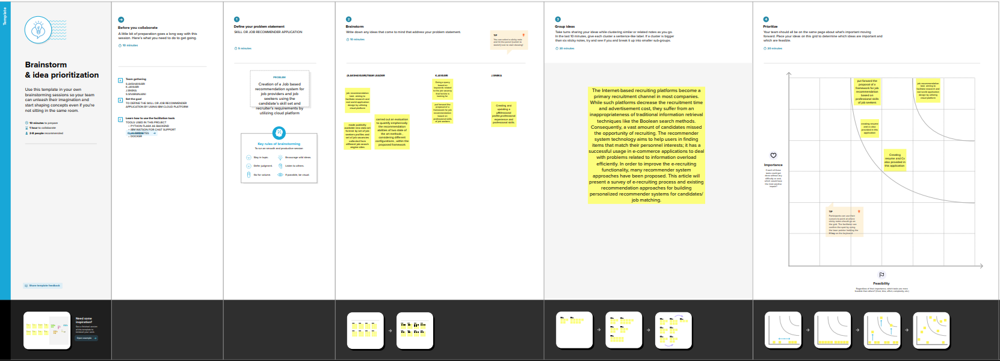 Template
Brainstorm
& idea prioritization
Use this template in your own
brainstorming sessions so your team
can unleash their imagination and
start shaping concepts even if you're
not sitting in the same room.
10 minutes to prepare
1 hour to collaborate
2-8 people recommended
Share template feedback
Need some
inspiration?
See a finished version
of this template to
kickstart your work.
Open example
Before you collaborate
A little bit of preparation goes a long way with this
session. Here's what you need to do to get going.
10 minutes
A
Team gathering
S.AKSHAYASRI
K.JAYASRI
J.SNEKA
S.SIVARANJANI
B
Set the goal
TO DEFINE THE SKILL OR JOB RECOMMENDER
APPLICATION BY USING IBM CLOUD PLATFORM
C
Learn how to use the facilitation tools
TOOLS USED IN THIS PROJECT
• PYTHON FLASK AS BACKEND
• IBM WATSON FOR CHAT SUPPORT
• DOCKER
1
Define your problem statement
SKILL OR JOB RECOMMENDER APPLICATION
5 minutes
PROBLEM
Creation of a Job based
recommendation system for
job providers and job
seekers using the
candidate's skill set and
recruiter's requirements by
utilizing cloud platform
Key rules of brainstorming
To run an smooth and productive session
Stay in topic.
Encourage wild ideas.
Defer judgment.
Listen to others.
Go for volume.
If possible, be visual.
2
Brainstorm
Write down any ideas that come to mind that address your problem statement.
10 minutes
TIP
You can select a sticky note
and hit the pencil [switch to
sketch] icon to start drawing!
(S.AKSHAYASRI)TEAM LEADER
job recommendation
task aiming to
facilitate research and
real world application
design by utilizing
cloud platform
made publicitly
available new data set
formed by set of job
seekers profiles and
set of job vacancies
collected from
different job search
engine sites
carried out an evaluation
to quantify empherically
the recommendation
abilities of two state of
the art methods ,
considering different
configurations , within the
proposed framework
K.JAYASRI
Doing a query
based on
keywords related
to the job vacancy
that he/she is
looking for
put forward the
proposal of a
framework for job
recommendation
based on
professional skills
of job seekers
J.SNEKA
Creating and
updating a
professional
profile,professional
experience and
professional skills.
3
Group ideas
Take turns sharing your ideas while clustering similar or related notes as you go.
In the last 10 minutes, give each cluster a sentence-like label. If a cluster is bigger
than six sticky notes, try and see if you and break it up into smaller sub-groups.
20 minutes
The Internet-based recruiting platforms become a
primary recruitment channel in most companies.
While such platforms decrease the recruitment time
and advertisement cost, they suffer from an
inappropriateness of traditional information retrieval
techniques like the Boolean search methods.
Consequently, a vast amount of candidates missed
the opportunity of recruiting. The recommender
system technology aims to help users in finding
items that match their personnel interests; it has a
successful usage in e-commerce applications to deal
with problems related to information overload
efficiently. In order to improve the e-recruiting
functionality, many recommender system
approaches have been proposed. This article will
present a survey of e-recruiting process and existing
recommendation approaches for building
personalized recommender systems for candidates/
job matching.
4
Prioritize
Your team should all be on the same page about what's important moving
forward. Place your ideas on this grid to determine which ideas are important and
which are feasible.
20 minutes
Importance
If each of these
tasks could get
done without any
difficulty or cost,
which would have
the most positive
impact?
put forward the
proposal of a
framework for job
recommendation
based on
professional skills
of job seekers
job recommendation
task aiming to
facilitate research and
real world application
design by utilizing
cloud platform
creating resume
and cv also
provided in this
application
Creating
resume and Cv
also provided in
this application
TIP
Participants can use their
cursors to point at where
sticky notes should go on
the grid. The facilitator can
confirm the spot by using
the laser pointer holding the
H key on the keyboard.
Feasibility
Regardless of their importance, which tasks are more
feasible than others? (Cost, time, effort, complexity, etc.)